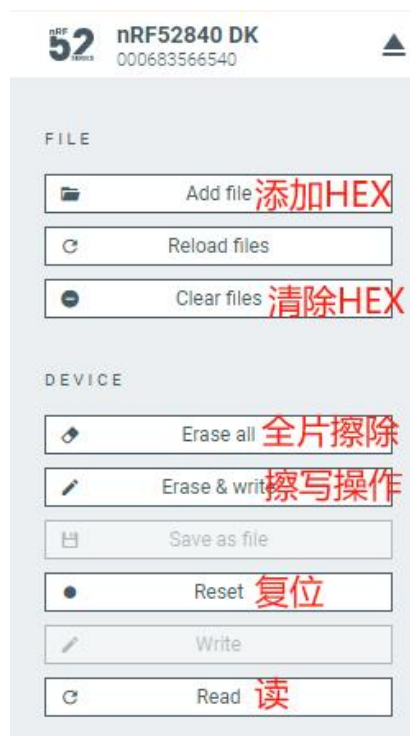 nRF
52
SERIES
nRF52840 DK
000683566540
FILE
Add file 添加HEX
Reload files
Clear files 清除HEX
DEVICE
Erase all 全片擦除
Erase & write 擦写操作
Save as file
Reset 复位
Write
Read 读